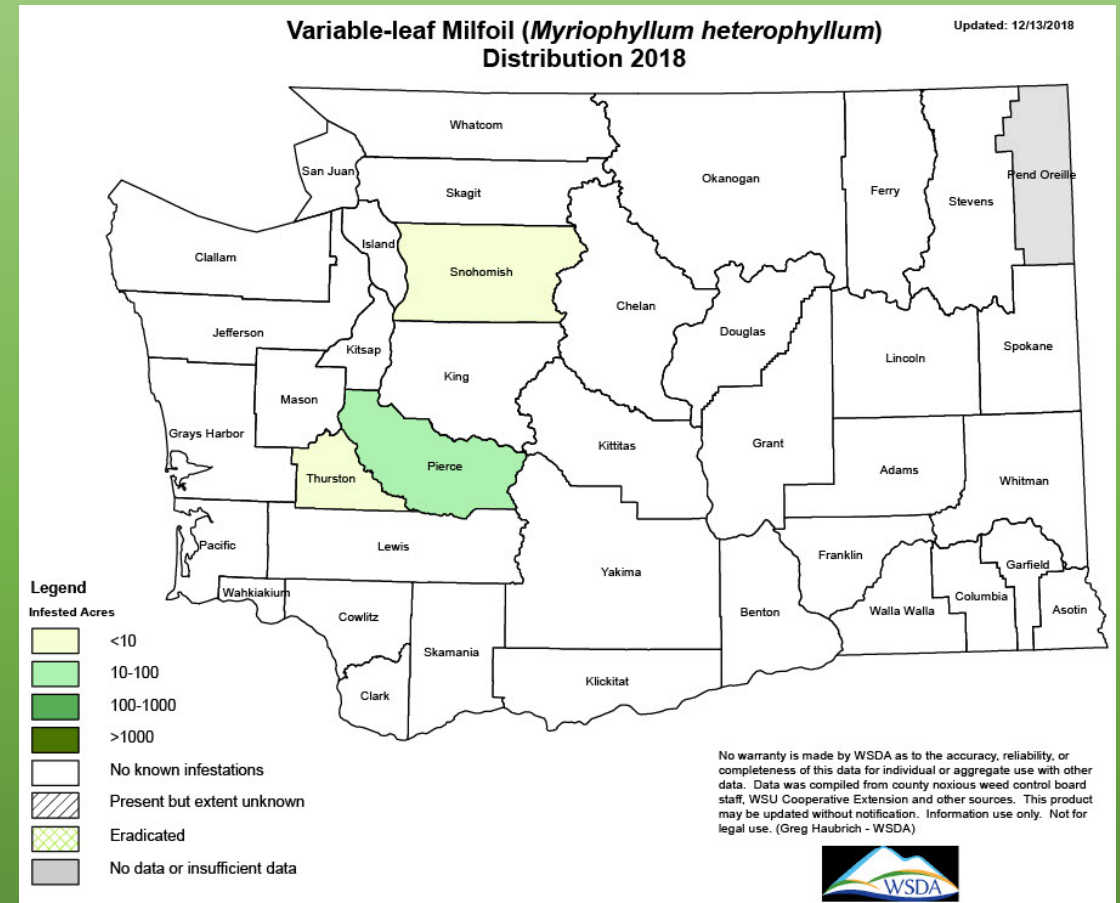 Variable-leaf Milfoil (Myriophyllum heterophyllum)
Distribution 2018
Updated: 12/13/2018
Whatcom
San Juan
Skagit
Okanogan
Ferry
Stevens
Pend Oreille
Island
Clallam
Snohomish
Chelan
Jefferson
Kitsap
Douglas
Lincoln
Spokane
King
Mason
Grays Harbor
Kittitas
Grant
Pierce
Thurston
Adams
Whitman
Pacific
Lewis
Yakima
Franklin
Garfield
Wahkiakium
Cowlitz
Benton
Walla Walla
Columbia
Asotin
Skamania
Klickitat
Clark
Legend
Infested Acres
<10
10-100
100-1000
>1000
No known infestations
Present but extent unknown
Eradicated
No data or insufficient data
No warranty is made by WSDA as to the accuracy, reliability, or
completeness of this data for individual or aggregate use with other
data. Data was compiled from county noxious weed control board
staff, WSU Cooperative Extension and other sources. This product
may be updated without notification. Information use only. Not for
legal use. (Greg Haubrich - WSDA)
WSDA